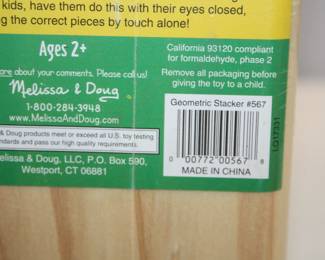 kids, have them do this with their eyes closed,
g the correct pieces by touch alone!
Ages 2+
are about your comments. Please call us!
Melissa & Doug
1-800-284-3948
www.MelissaAndDoug.com
& Doug products meet or exceed all U.S. toy testing
ndards and pass our high quality requirements.
elissa & Doug, LLC, P.O. Box 590,
Westport, CT 06881
California 93120 compliant
for formaldehyde, phase 2
Remove all packaging before
giving the toy to a child.
Geometric Stacker #567
0 00772 00567 8
MADE IN CHINA